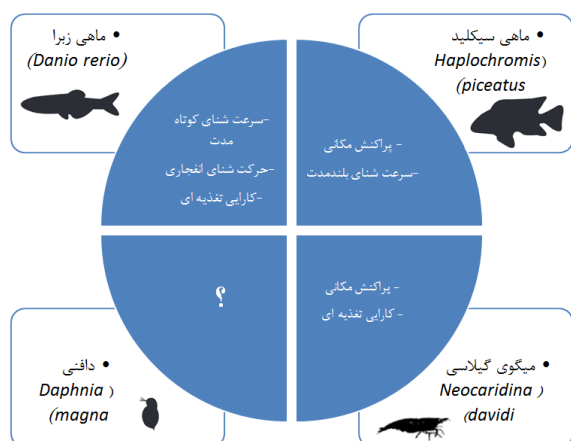 • ماهی زبرا
(Danio rerio)
• ماهی سیکلید
Haplochromis)
(piceatus
-سرعت شنای کوتاه
مدت
-حرکت شنای انفجاری
-کارایی تغذیه ای
- پراکنش مکانی
-سرعت شنای بلندمدت
؟
- پراکنش مکانی
- کارایی تغذیه ای
• دافنی
Daphnia )
(magna
• میگوی گیلاسی
Neocaridina )
(davidi